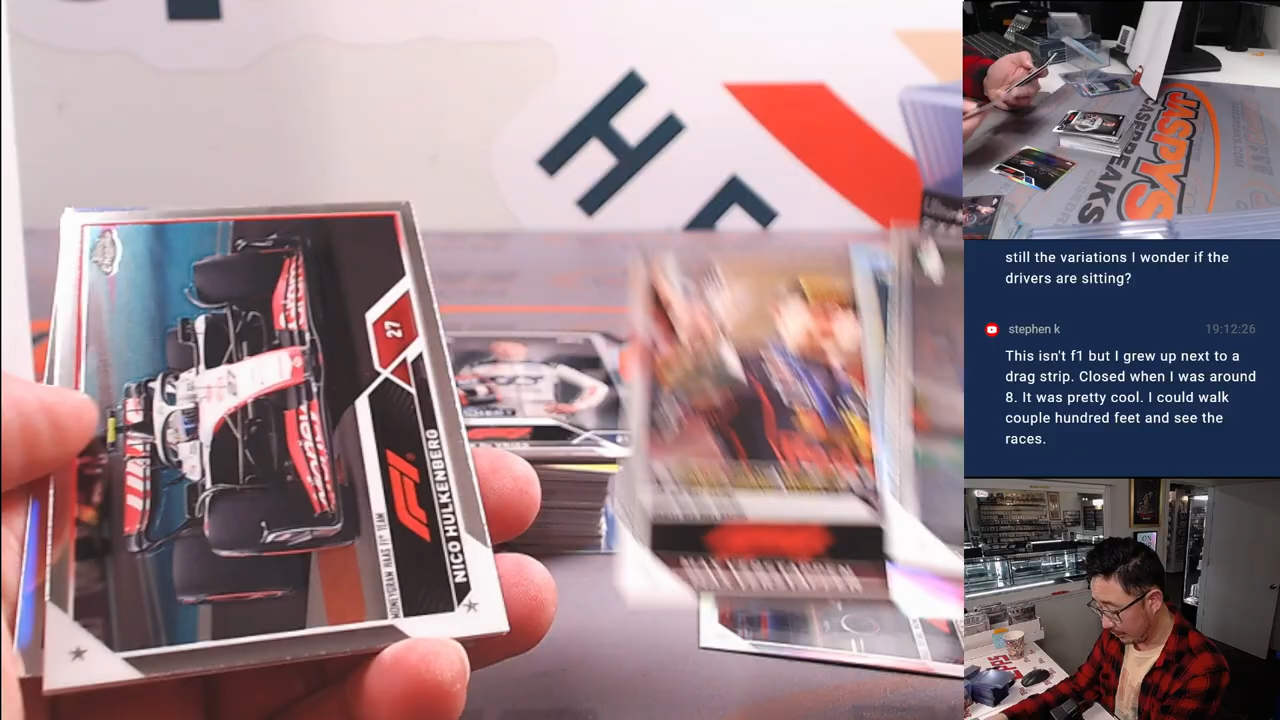 27
F1
MONEYGRAM HAAS F1® TEAM
NICO HULKENBERG
JASPYS
CASEBREAKS
still the variations I wonder if the
drivers are sitting?
stephen k 19:12:26
This isn't f1 but I grew up next to a
drag strip. Closed when I was around
8. It was pretty cool. I could walk
couple hundred feet and see the
races.